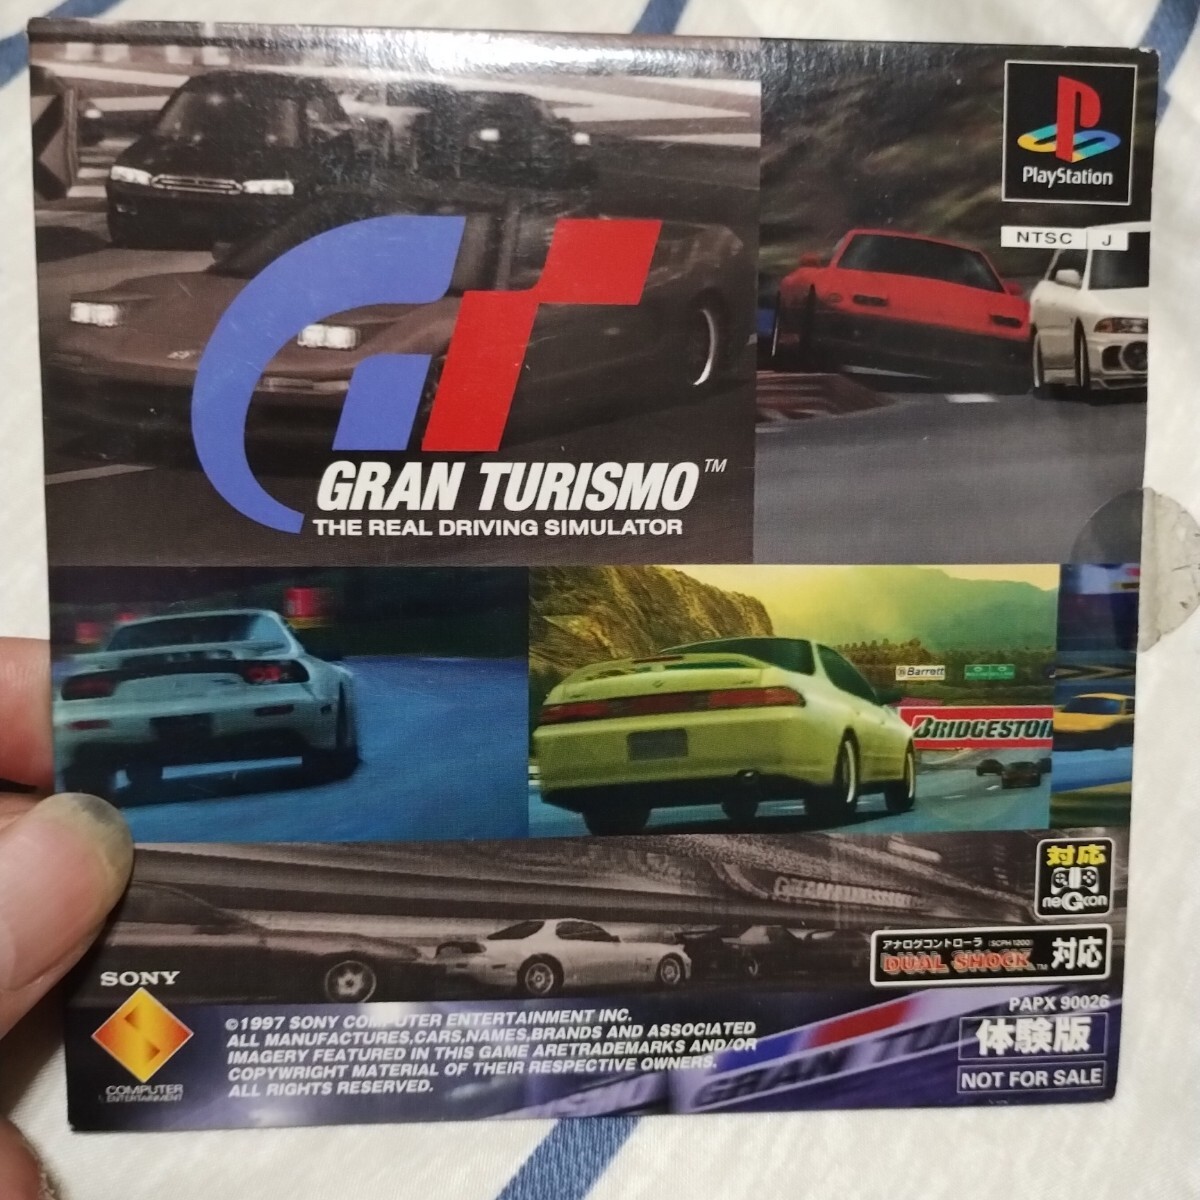 PlayStation
NTSC J
GRAN TURISMO™
THE REAL DRIVING SIMULATOR
Barrett
BRIDGESTON
対応
neGcon
アナログコントローラ (SCPH 1200)
DUAL SHOCK™ 対応
PAPX 90026
体験版
NOT FOR SALE
SONY
COMPUTER
ENTERTAINMENT
©1997 SONY COMPUTER ENTERTAINMENT INC.
ALL MANUFACTURES,CARS,NAMES,BRANDS AND ASSOCIATED
IMAGERY FEATURED IN THIS GAME ARETRADEMARKS AND/OR
COPYWRIGHT MATERIAL OF THEIR RESPECTIVE OWNERS.
ALL RIGHTS RESERVED.